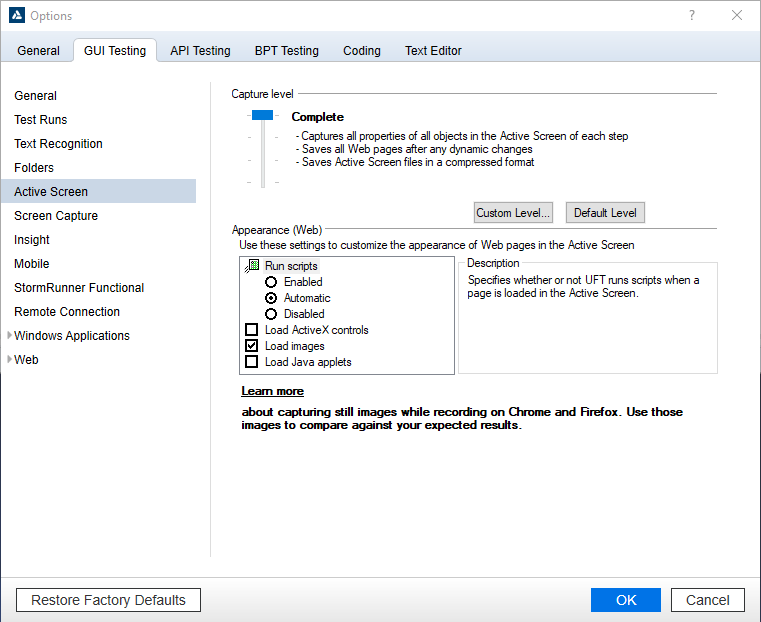 Options
General GUI Testing API Testing BPT Testing Coding Text Editor
General
Test Runs
Text Recognition
Folders
Active Screen
Screen Capture
Insight
Mobile
StormRunner Functional
Remote Connection
Windows Applications
Web
Capture level
Complete
- Captures all properties of all objects in the Active Screen of each step
- Saves all Web pages after any dynamic changes
- Saves Active Screen files in a compressed format
Custom Level... Default Level
Appearance (Web)
Use these settings to customize the appearance of Web pages in the Active Screen
Run scripts
Enabled
Automatic
Disabled
Load ActiveX controls
Load images
Load Java applets
Description
Specifies whether or not UFT runs scripts when a
page is loaded in the Active Screen.
Learn more
about capturing still images while recording on Chrome and Firefox. Use those
images to compare against your expected results.
Restore Factory Defaults OK Cancel